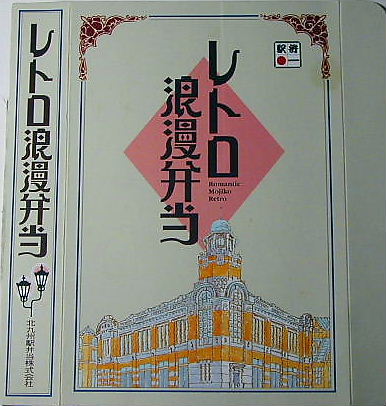 レトロ浪漫弁当
北九州駅弁当株式会社
レトロ
浪漫弁当
Romantic
Mojiko
Retro
駅弁